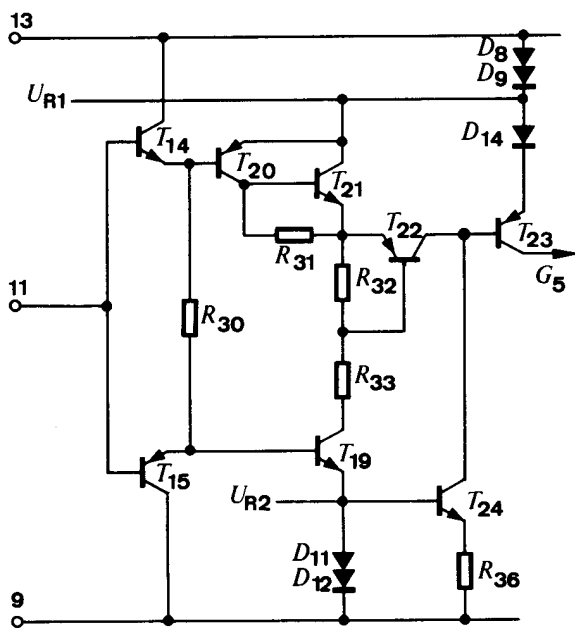 13
D8
D9
UR1
D14
T14
T20
T21
T22
T23
G5
R31
R32
11
R30
R33
T19
T15
UR2
T24
D11
D12
R36
9